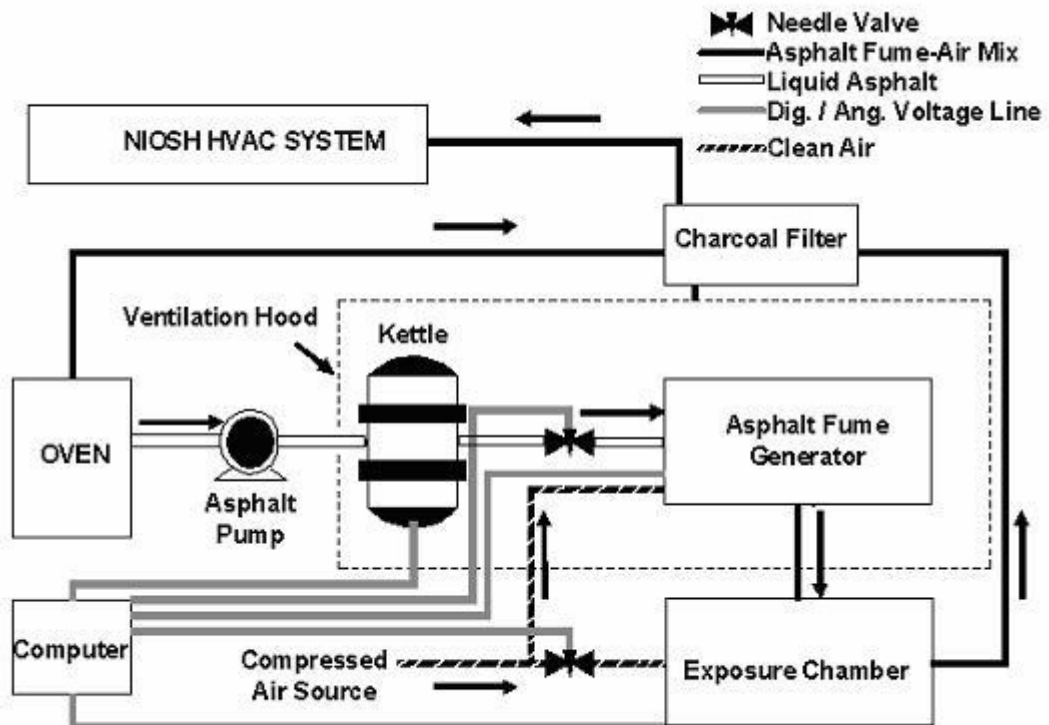 Needle Valve
Asphalt Fume-Air Mix
Liquid Asphalt
Dig. / Ang. Voltage Line
Clean Air
NIOSH HVAC SYSTEM
Charcoal Filter
Ventilation Hood
Kettle
OVEN
Asphalt
Pump
Asphalt Fume
Generator
Computer
Compressed
Air Source
Exposure Chamber